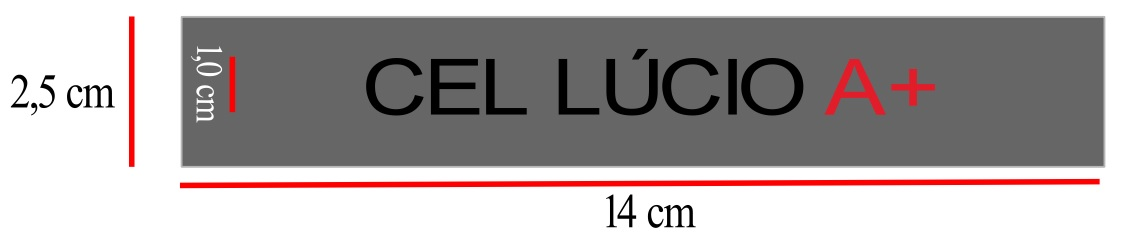 2,5 cm
1,0 cm
CEL LÚCIO A+
14 cm